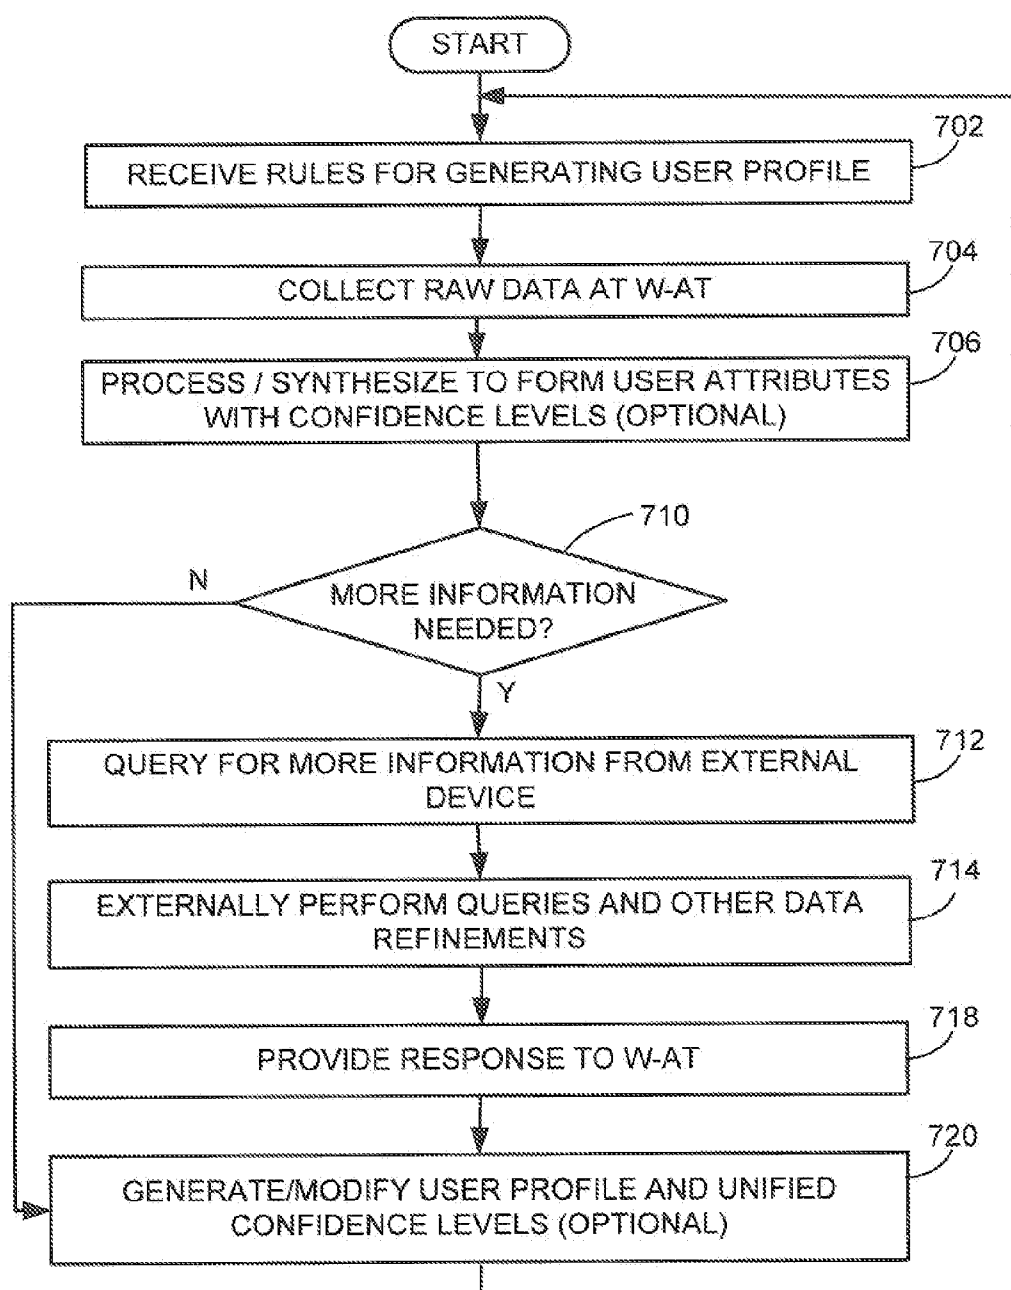 START
702
RECEIVE RULES FOR GENERATING USER PROFILE
704
COLLECT RAW DATA AT W-AT
706
PROCESS / SYNTHESIZE TO FORM USER ATTRIBUTES
WITH CONFIDENCE LEVELS (OPTIONAL)
710
N
MORE INFORMATION
NEEDED?
Y
712
QUERY FOR MORE INFORMATION FROM EXTERNAL
DEVICE
714
EXTERNALLY PERFORM QUERIES AND OTHER DATA
REFINEMENTS
718
PROVIDE RESPONSE TO W-AT
720
GENERATE/MODIFY USER PROFILE AND UNIFIED
CONFIDENCE LEVELS (OPTIONAL)